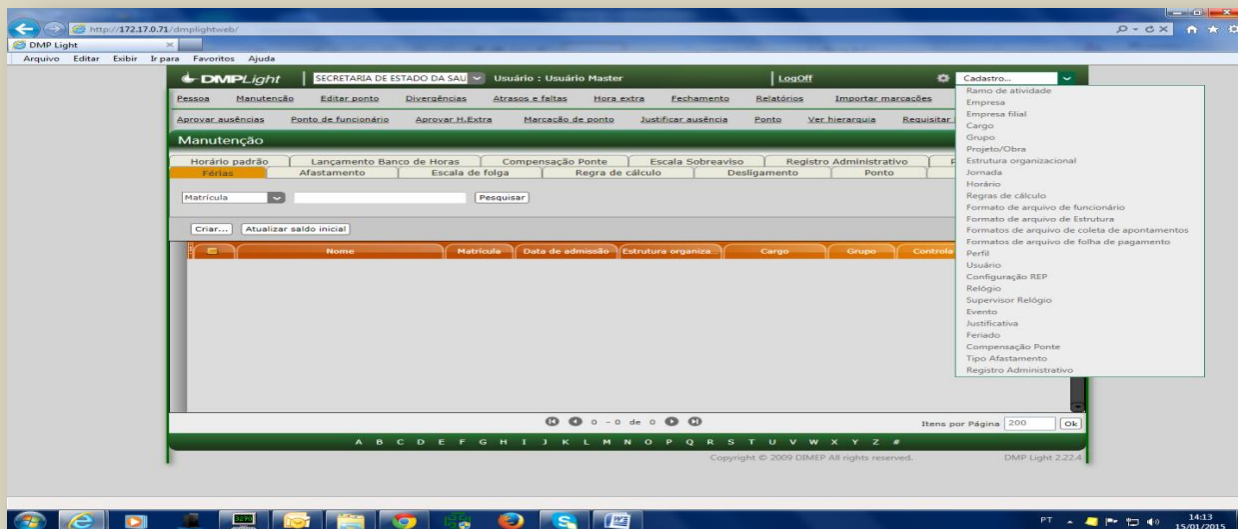 http://172.17.0.71/dmplightweb/
DMP Light
Arquivo Editar Exibir Ir para Favoritos Ajuda
DMPLight SECRETARIA DE ESTADO DA SAU Usuário : Usuário Master LogOff Cadastro...
Pessoa Manutenção Editar ponto Divergências Atrasos e faltas Hora extra Fechamento Relatórios Importar marcações
Aprovar ausências Ponto de funcionário Aprovar H.Extra Marcação de ponto Justificar ausência Ponto Ver hierarquia Requisitar
Manutenção
Horário padrão Lançamento Banco de Horas Compensação Ponte Escala Sobreaviso Registro Administrativo
Férias Afastamento Escala de folga Regra de cálculo Desligamento Ponto
Matrícula Pesquisar
Criar... Atualizar saldo inicial
Nome Matrícula Data de admissão Estrutura organiza Cargo Grupo Controla
Ramo de atividade
Empresa
Empresa filial
Cargo
Grupo
Projeto/Obra
Estrutura organizacional
Jornada
Horário
Regras de cálculo
Formato de arquivo de funcionário
Formato de arquivo de Estrutura
Formatos de arquivo de coleta de apontamentos
Formatos de arquivo de folha de pagamento
Perfil
Usuário
Configuração REP
Relógio
Supervisor Relógio
Evento
Justificativa
Feriado
Compensação Ponte
Tipo Afastamento
Registro Administrativo
0 - 0 de 0 Itens por Página 200 Ok
A B C D E F G H I J K L M N O P Q R S T U V W X Y Z #
Copyright © 2009 DIMEP All rights reserved. DMP Light 2.22.4
PT 14:13
15/01/2015